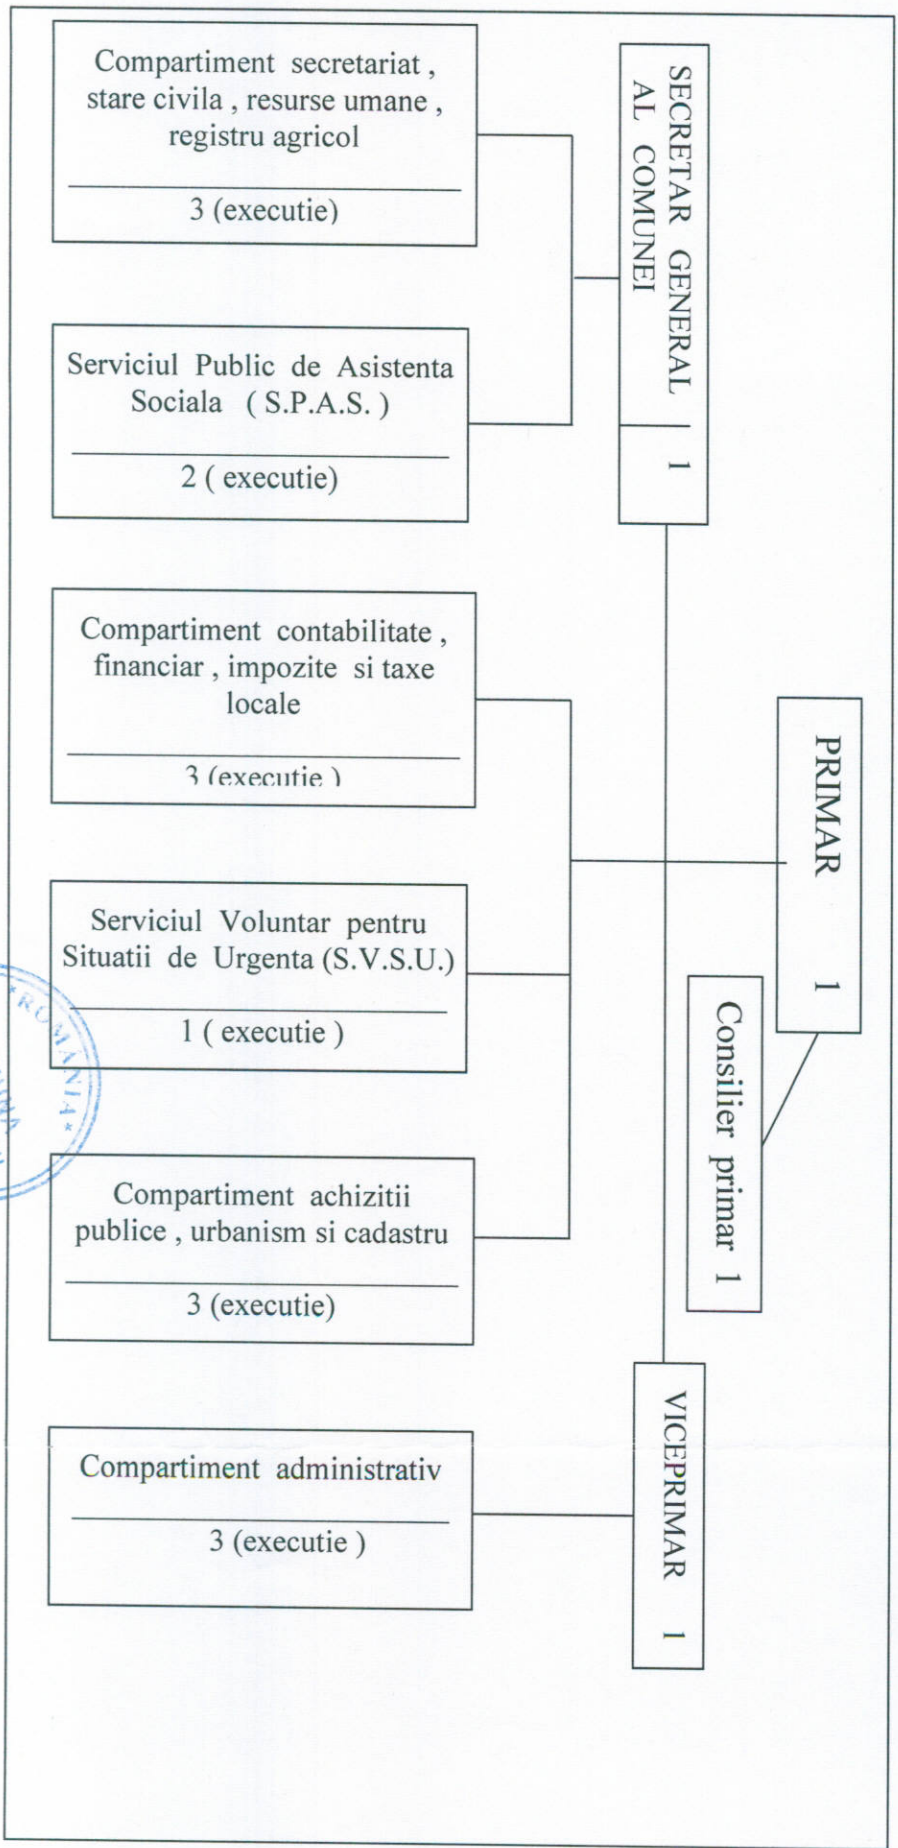 PRIMAR 1
Consilier primar 1
SECRETAR GENERAL 1
AL COMUNEI
VICEPRIMAR 1
Compartiment secretariat ,
stare civila , resurse umane ,
registru agricol
3 (executie)
Serviciul Public de Asistenta
Sociala ( S.P.A.S. )
2 ( executie)
Compartiment contabilitate ,
financiar , impozite si taxe
locale
3 (executie )
Serviciul Voluntar pentru
Situatii de Urgenta (S.V.S.U.)
1 ( executie )
Compartiment achizitii
publice , urbanism si cadastru
3 (executie)
Compartiment administrativ
3 (executie )
*ROMÂNIA*